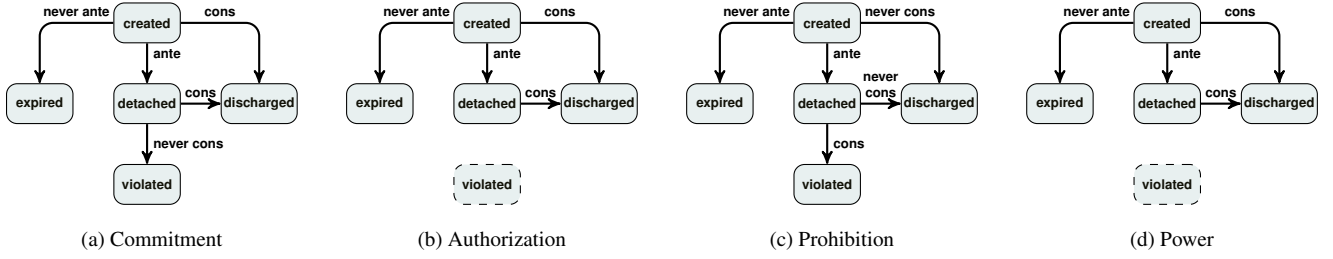 never ante
created
cons
ante
expired
detached
cons
discharged
never cons
violated
(a) Commitment
never ante
created
cons
ante
expired
detached
cons
discharged
violated
(b) Authorization
never ante
created
never cons
ante
expired
detached
never
cons
discharged
cons
violated
(c) Prohibition
never ante
created
cons
ante
expired
detached
cons
discharged
violated
(d) Power